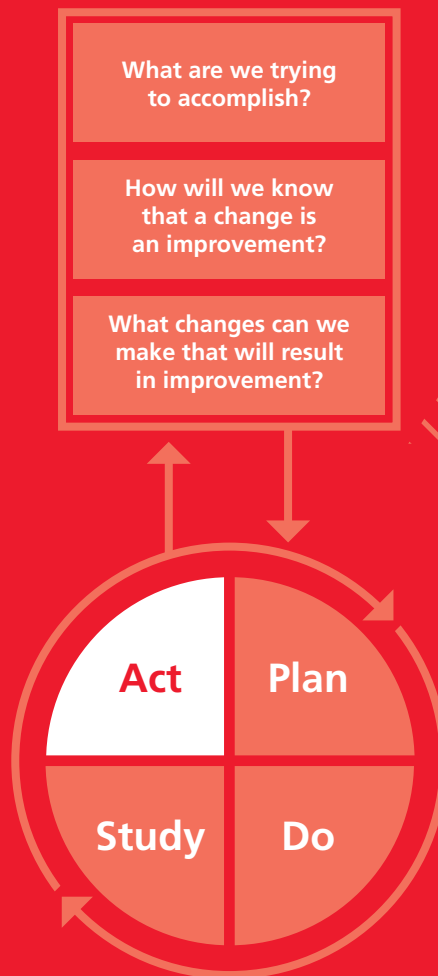 What are we trying
to accomplish?
How will we know
that a change is
an improvement?
What changes can we
make that will result
in improvement?
Act
Plan
Study
Do